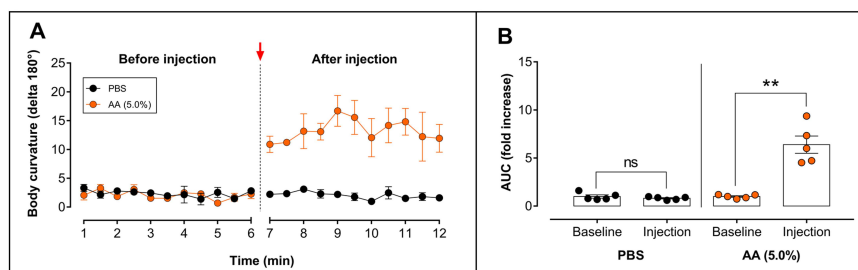 A
Before injection
After injection
PBS
AA (5.0%)
Body curvature (delta 180°)
25
20
15
10
5
0
1 2 3 4 5 6 7 8 9 10 11 12
Time (min)
B
AUC (fold increase)
15
10
5
0
ns
**
Baseline Injection Baseline Injection
PBS AA (5.0%)